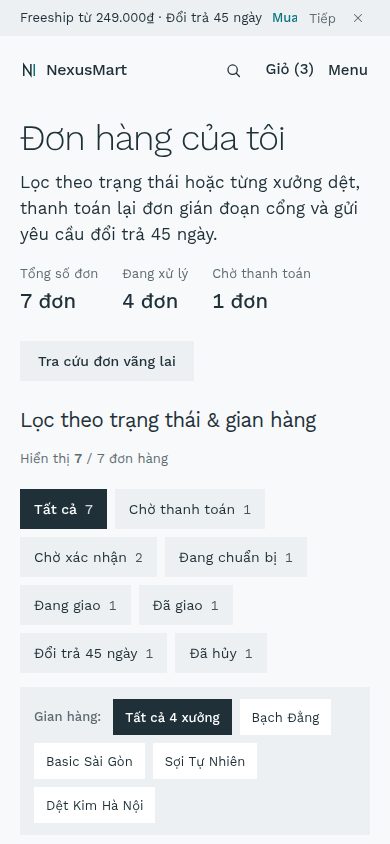 Freeship từ 249.000₫ · Đổi trả 45 ngày Mua Tiếp ×
NexusMart Giỏ (3) Menu
Đơn hàng của tôi
Lọc theo trạng thái hoặc từng xưởng dệt,
thanh toán lại đơn gián đoạn cổng và gửi
yêu cầu đổi trả 45 ngày.
Tổng số đơn Đang xử lý Chờ thanh toán
7 đơn 4 đơn 1 đơn
Tra cứu đơn vãng lai
Lọc theo trạng thái & gian hàng
Hiển thị 7 / 7 đơn hàng
Tất cả 7 Chờ thanh toán 1
Chờ xác nhận 2 Đang chuẩn bị 1
Đang giao 1 Đã giao 1
Đổi trả 45 ngày 1 Đã hủy 1
Gian hàng: Tất cả 4 xưởng Bạch Đằng
Basic Sài Gòn Sợi Tự Nhiên
Dệt Kim Hà Nội